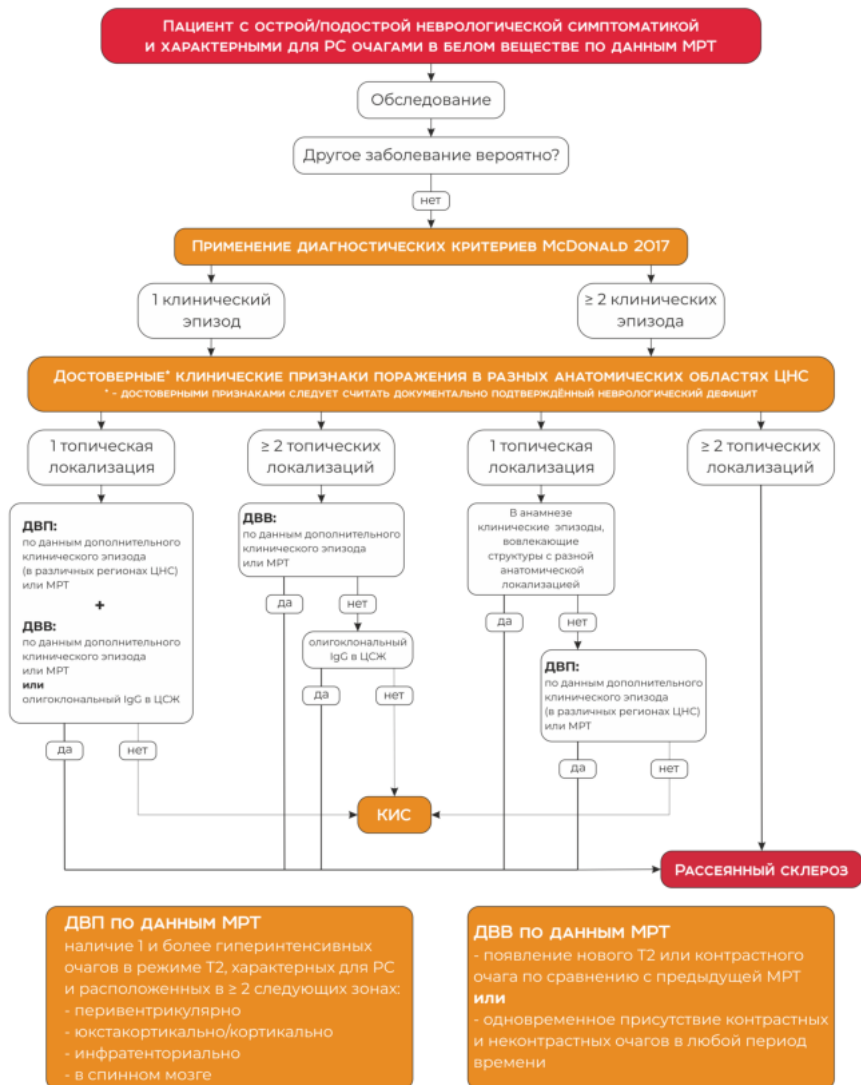 Пациент с острой/подострой неврологической симптоматикой
и характерными для РС очагами в белом веществе по данным МРТ
Обследование
Другое заболевание вероятно?
нет
Применение диагностических критериев McDonald 2017
1 клинический
эпизод
≥ 2 клинических
эпизода
Достоверные* клинические признаки поражения в разных анатомических областях ЦНС
* - достоверными признаками следует считать документально подтверждённый неврологический дефицит
1 топическая
локализация
≥ 2 топических
локализаций
1 топическая
локализация
≥ 2 топических
локализаций
ДВП:
по данным дополнительного
клинического эпизода
(в различных регионах ЦНС)
или МРТ
+
ДВВ:
по данным дополнительного
клинического эпизода
или МРТ
или
олигоклональный IgG в ЦСЖ
да
нет
ДВВ:
по данным дополнительного
клинического эпизода
или МРТ
да
нет
олигоклональный
IgG в ЦСЖ
да
нет
В анамнезе
клинические эпизоды,
вовлекающие
структуры с разной
анатомической
локализацией
да
нет
ДВП:
по данным дополнительного
клинического эпизода
(в различных регионах ЦНС)
или МРТ
да
нет
КИС
Рассеянный склероз
ДВП по данным МРТ
наличие 1 и более гиперинтенсивных
очагов в режиме Т2, характерных для РС
и расположенных в ≥ 2 следующих зонах:
- перивентрикулярно
- юкстакортикально/кортикально
- инфратенториально
- в спинном мозге
ДВВ по данным МРТ
- появление нового Т2 или контрастного
очага по сравнению с предыдущей МРТ
или
- одновременное присутствие контрастных
и неконтрастных очагов в любой период
времени